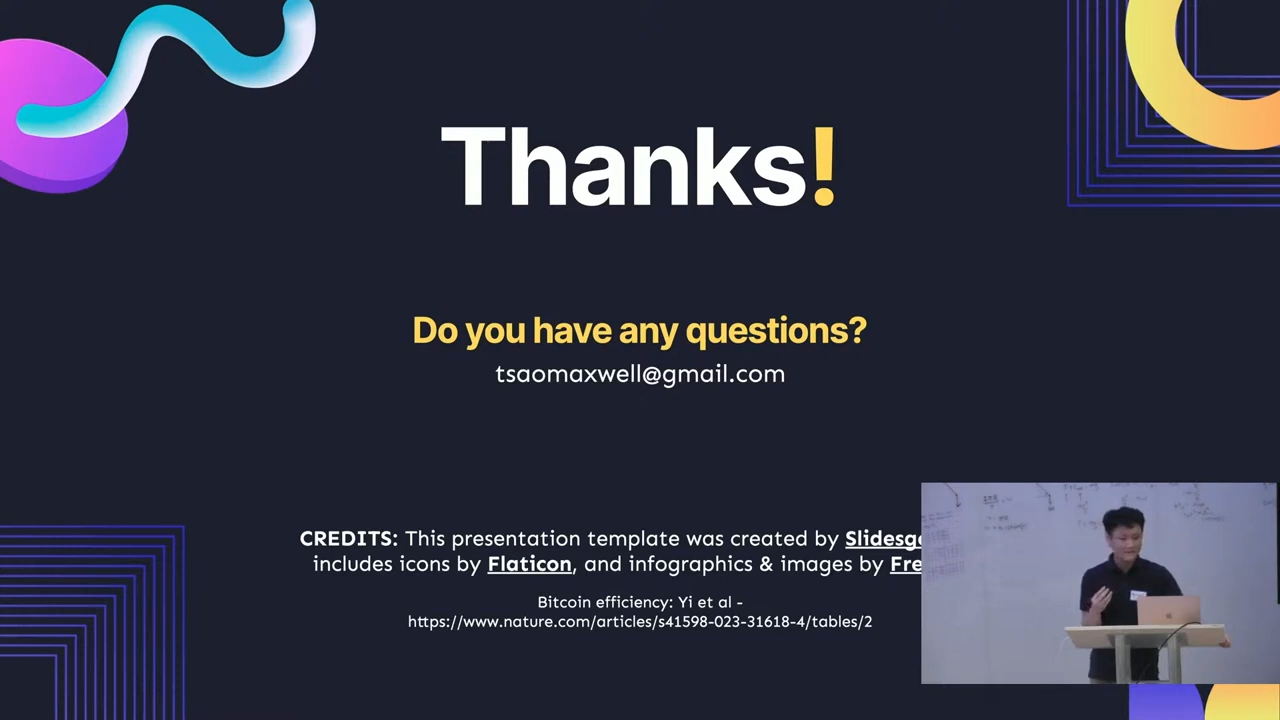 Thanks!
Do you have any questions?
tsaomaxwell@gmail.com
CREDITS: This presentation template was created by
includes icons by Flaticon, and infographics & images by
Bitcoin efficiency: Yi et al -
https://www.nature.com/articles/s41598-023-31618-4/tables/2